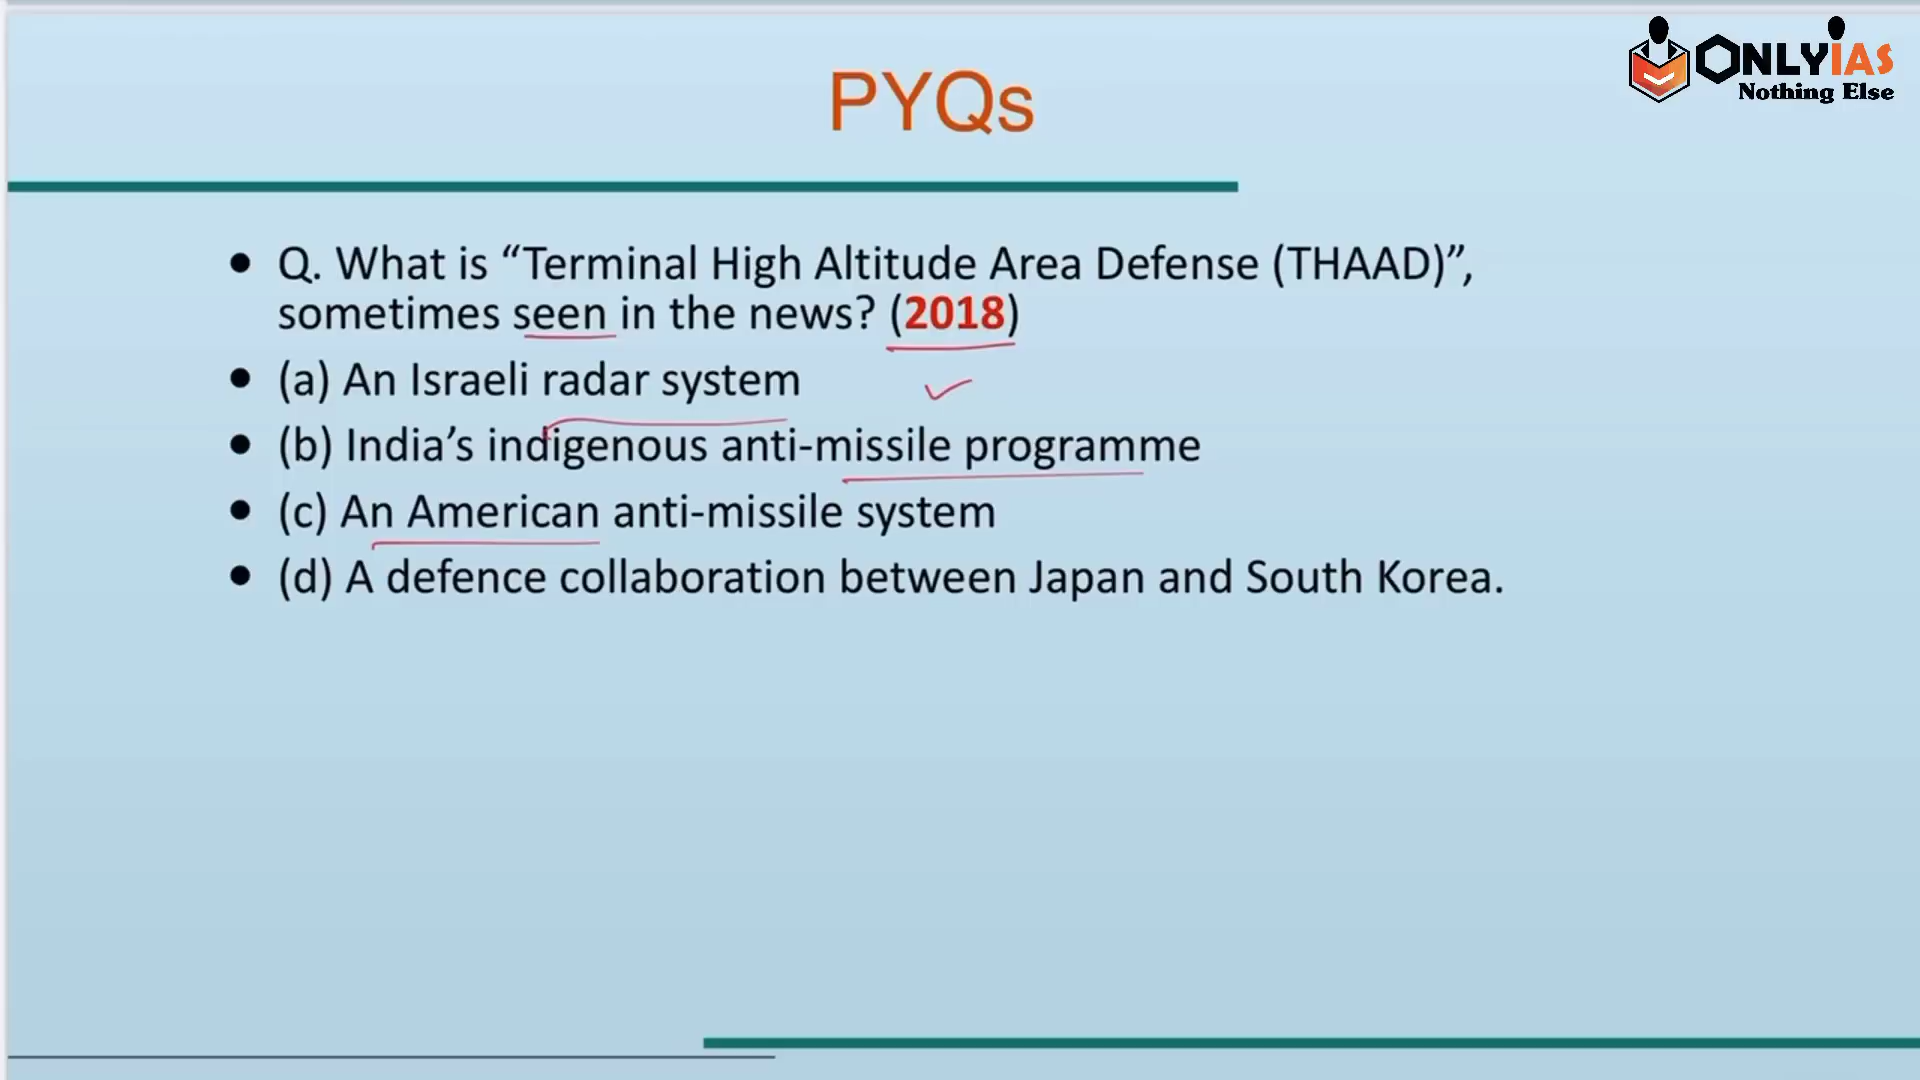 ONLYIAS
Nothing Else
PYQs
• Q. What is “Terminal High Altitude Area Defense (THAAD)”,
sometimes seen in the news? (2018)
• (a) An Israeli radar system
• (b) India’s indigenous anti-missile programme
• (c) An American anti-missile system
• (d) A defence collaboration between Japan and South Korea.